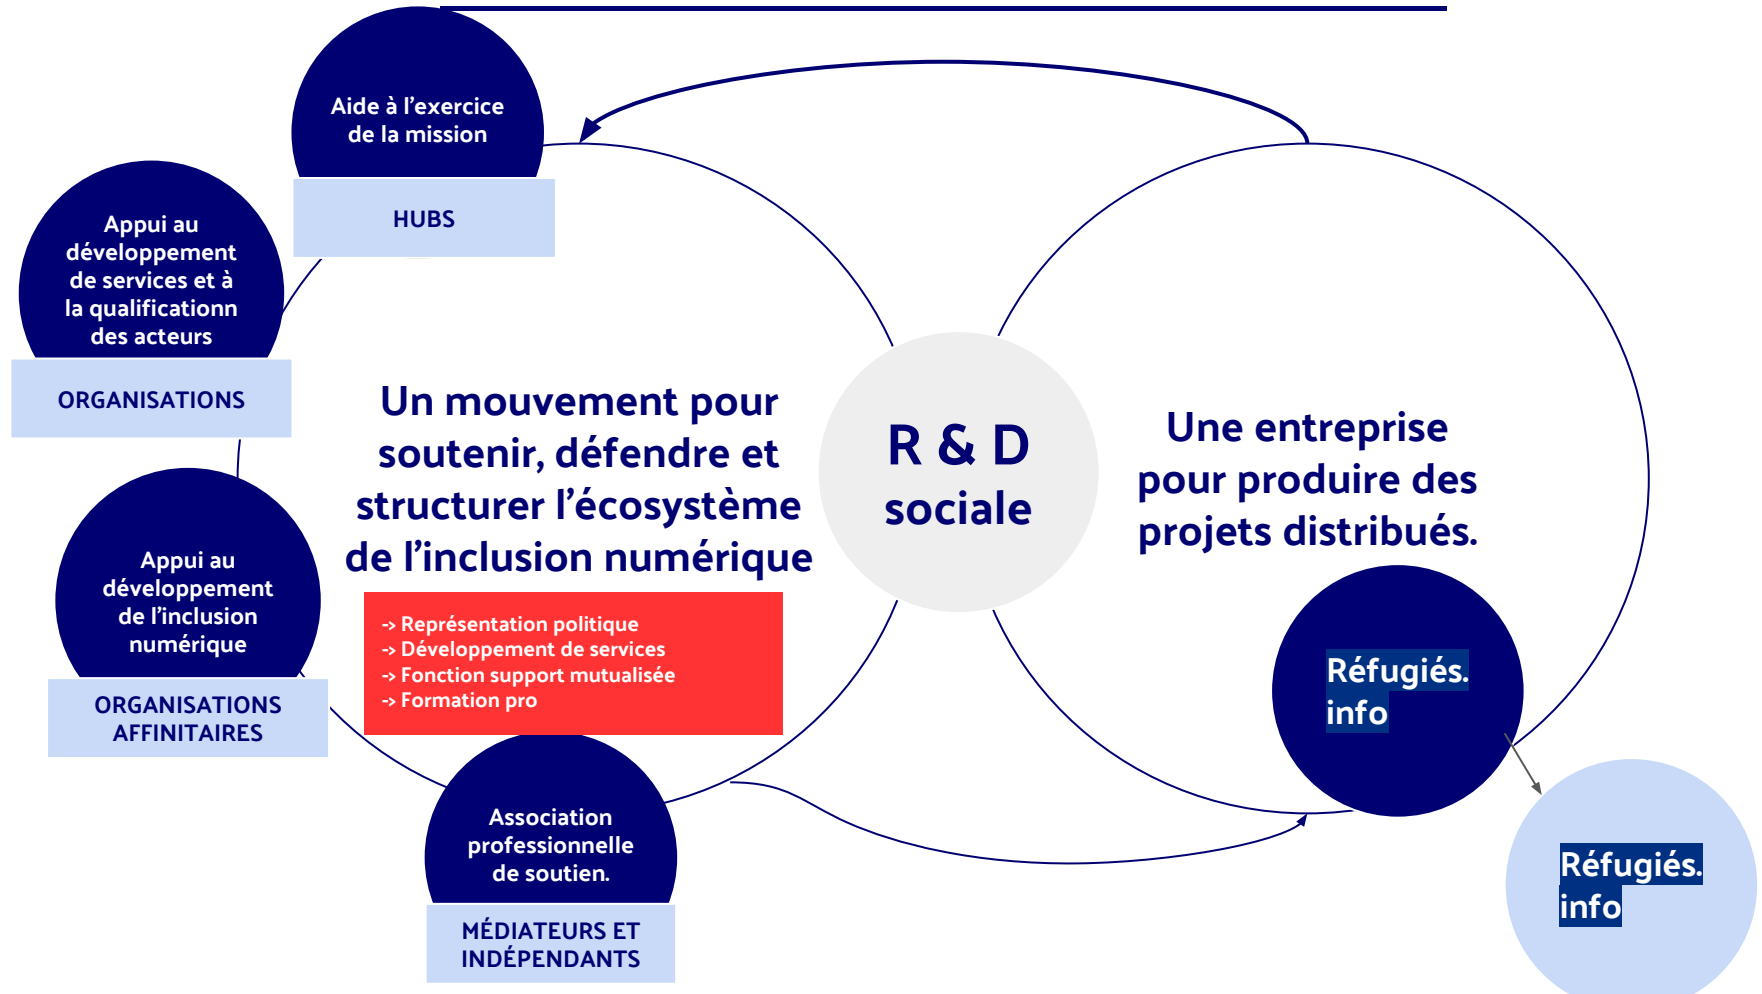 Aide à l'exercice
de la mission
HUBS
Appui au
développement
de services et à
la qualificationn
des acteurs
ORGANISATIONS
Un mouvement pour
soutenir, défendre et
structurer l'écosystème
de l'inclusion numérique
R & D
sociale
Une entreprise
pour produire des
projets distribués.
Appui au
développement
de l'inclusion
numérique
ORGANISATIONS
AFFINITAIRES
-> Représentation politique
-> Développement de services
-> Fonction support mutualisée
-> Formation pro
Réfugiés.
info
Association
professionnelle
de soutien.
MÉDIATEURS ET
INDÉPENDANTS
Réfugiés.
info